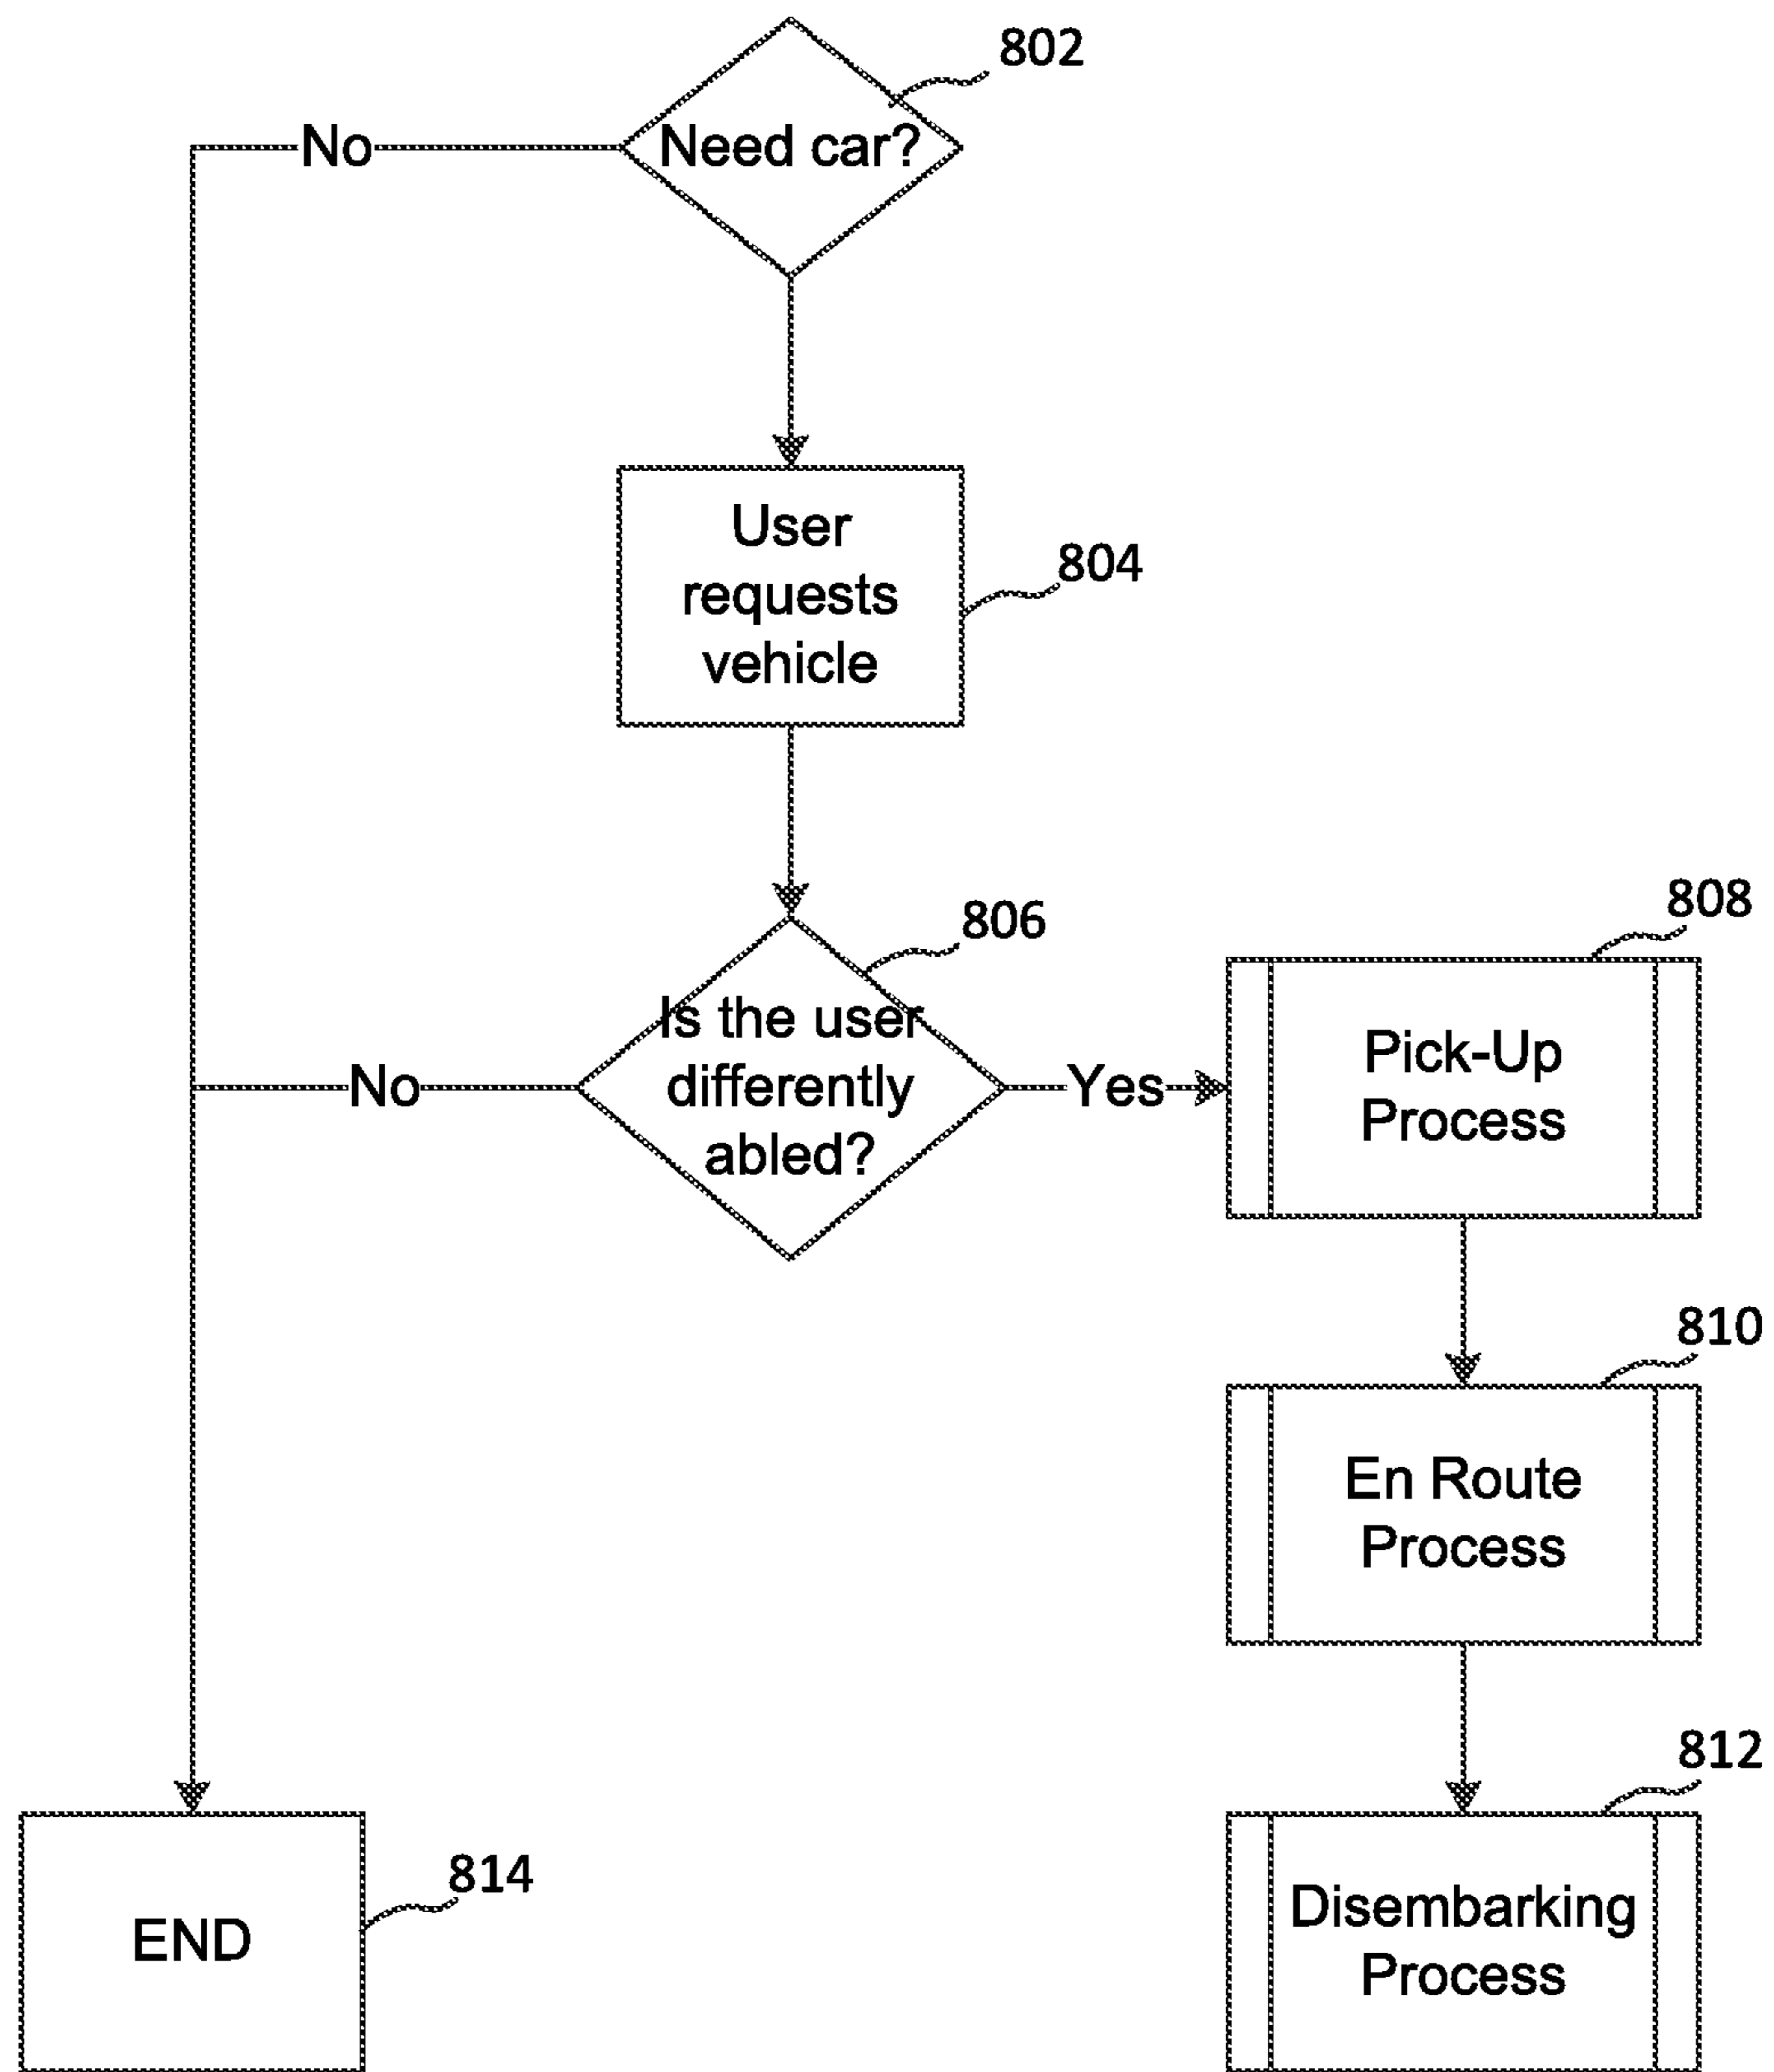 802
Need car?
No
User
requests
vehicle
804
806
Is the user
differently
abled?
No
Yes
808
Pick-Up
Process
810
En Route
Process
812
Disembarking
Process
814
END